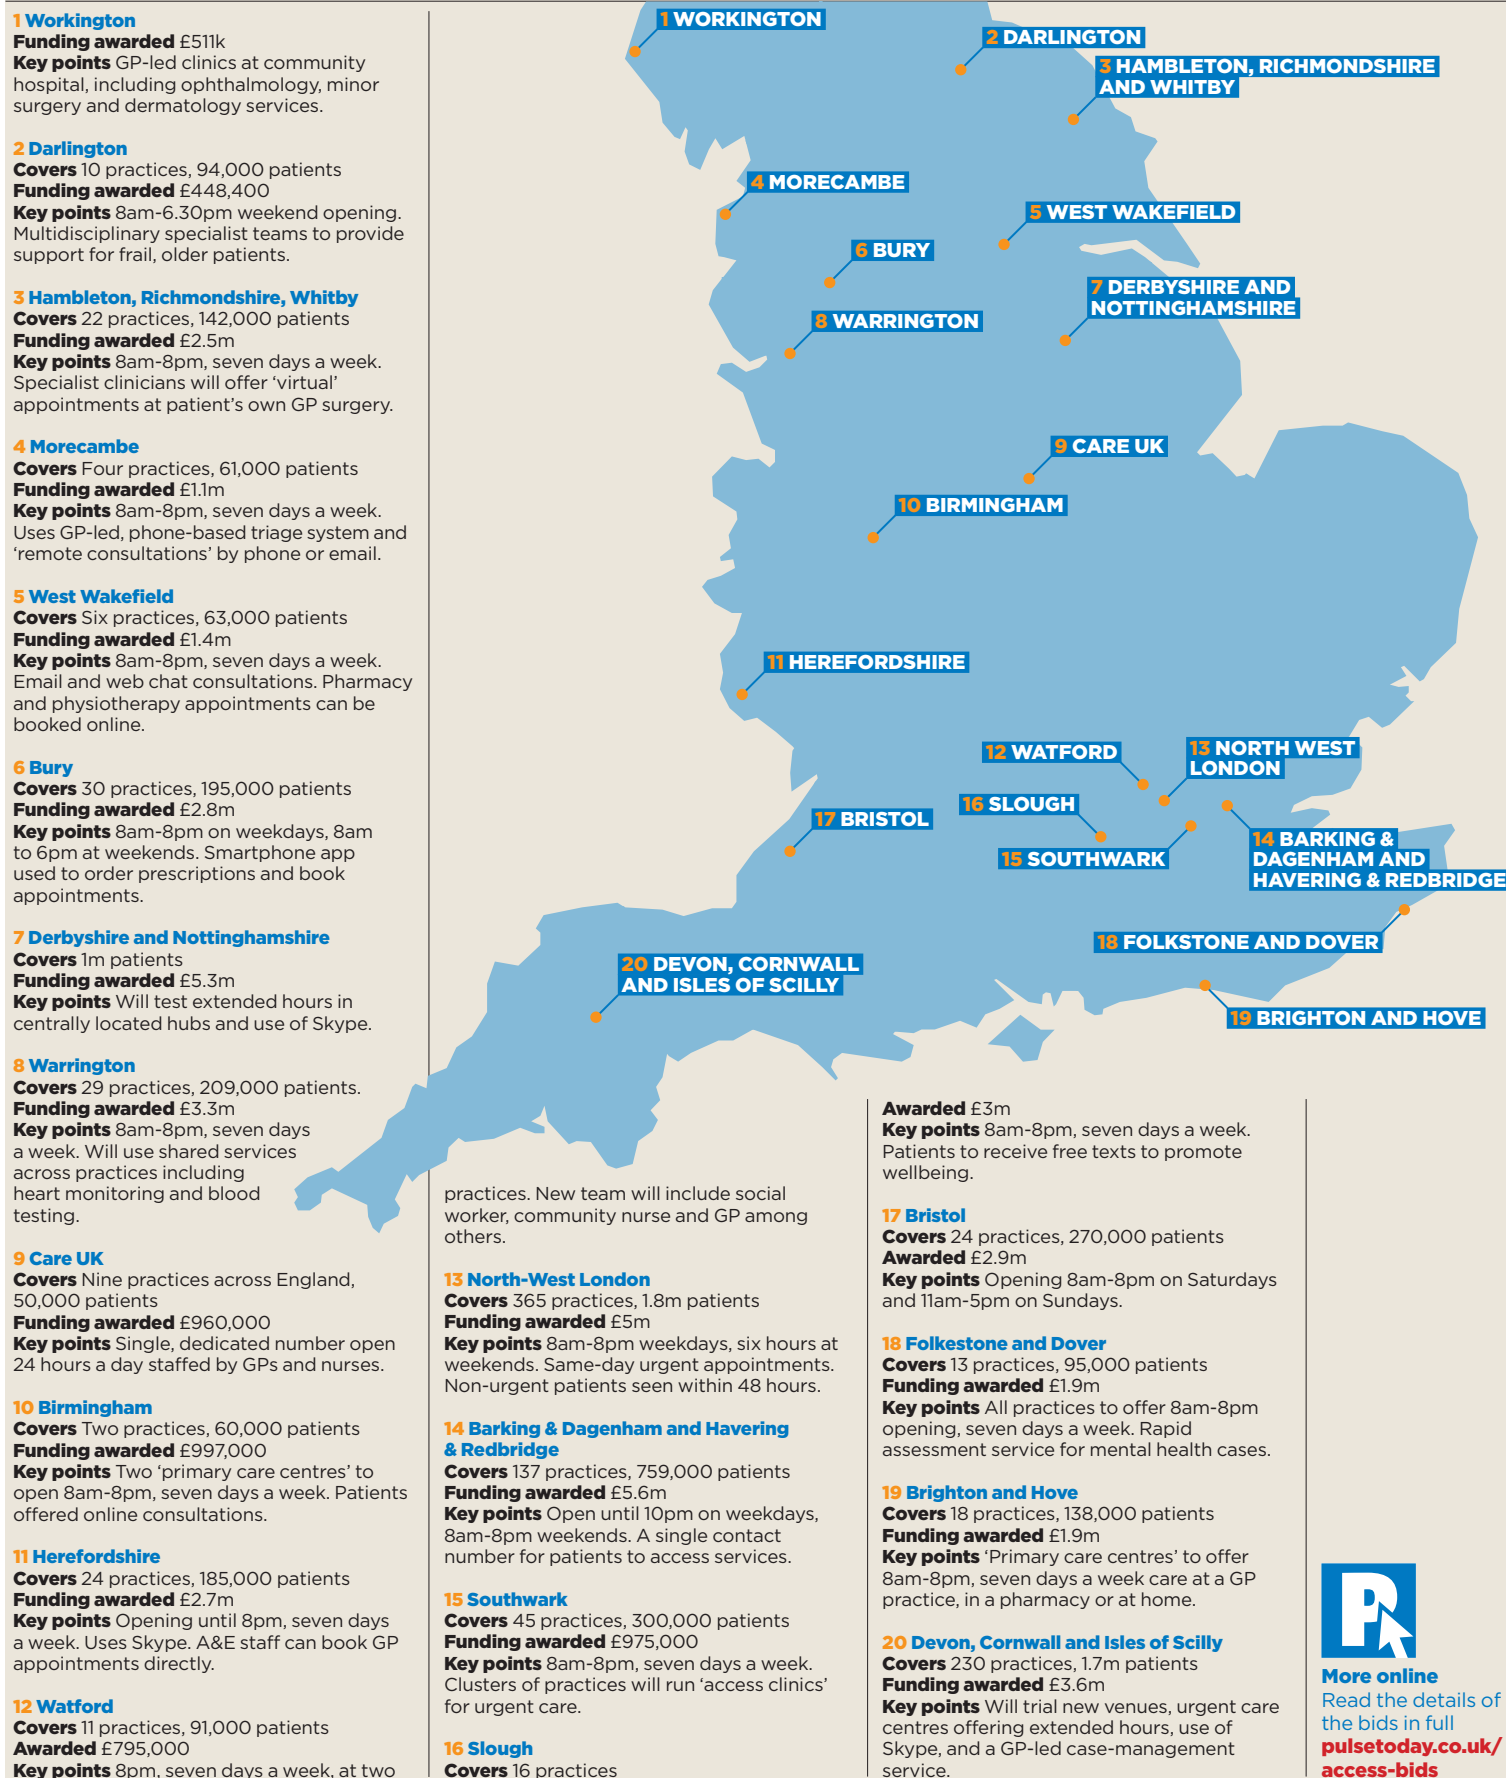 1 Workington
Funding awarded £511k
Key points GP-led clinics at community
hospital, including ophthalmology, minor
surgery and dermatology services.
2 Darlington
Covers 10 practices, 94,000 patients
Funding awarded £448,400
Key points 8am-6.30pm weekend opening.
Multidisciplinary specialist teams to provide
support for frail, older patients.
3 Hambleton, Richmondshire, Whitby
Covers 22 practices, 142,000 patients
Funding awarded £2.5m
Key points 8am-8pm, seven days a week.
Specialist clinicians will offer ‘virtual’
appointments at patient’s own GP surgery.
4 Morecambe
Covers Four practices, 61,000 patients
Funding awarded £1.1m
Key points 8am-8pm, seven days a week.
Uses GP-led, phone-based triage system and
‘remote consultations’ by phone or email.
5 West Wakefield
Covers Six practices, 63,000 patients
Funding awarded £1.4m
Key points 8am-8pm, seven days a week.
Email and web chat consultations. Pharmacy
and physiotherapy appointments can be
booked online.
6 Bury
Covers 30 practices, 195,000 patients
Funding awarded £2.8m
Key points 8am-8pm on weekdays, 8am
to 6pm at weekends. Smartphone app
used to order prescriptions and book
appointments.
7 Derbyshire and Nottinghamshire
Covers 1m patients
Funding awarded £5.3m
Key points Will test extended hours in
centrally located hubs and use of Skype.
8 Warrington
Covers 29 practices, 209,000 patients.
Funding awarded £3.3m
Key points 8am-8pm, seven days
a week. Will use shared services
across practices including
heart monitoring and blood
testing.
9 Care UK
Covers Nine practices across England,
50,000 patients
Funding awarded £960,000
Key points Single, dedicated number open
24 hours a day staffed by GPs and nurses.
10 Birmingham
Covers Two practices, 60,000 patients
Funding awarded £997,000
Key points Two ‘primary care centres’ to
open 8am-8pm, seven days a week. Patients
offered online consultations.
11 Herefordshire
Covers 24 practices, 185,000 patients
Funding awarded £2.7m
Key points Opening until 8pm, seven days
a week. Uses Skype. A&E staff can book GP
appointments directly.
12 Watford
Covers 11 practices, 91,000 patients
Awarded £795,000
Key points 8pm, seven days a week, at two
1 WORKINGTON
2 DARLINGTON
3 HAMBLETON, RICHMONDSHIRE
AND WHITBY
4 MORECAMBE
5 WEST WAKEFIELD
6 BURY
7 DERBYSHIRE AND
NOTTINGHAMSHIRE
8 WARRINGTON
9 CARE UK
10 BIRMINGHAM
11 HEREFORDSHIRE
12 WATFORD
13 NORTH WEST
LONDON
16 SLOUGH
17 BRISTOL
15 SOUTHWARK
14 BARKING &
DAGENHAM AND
HAVERING & REDBRIDGE
18 FOLKSTONE AND DOVER
20 DEVON, CORNWALL
AND ISLES OF SCILLY
19 BRIGHTON AND HOVE
practices. New team will include social
worker, community nurse and GP among
others.
13 North-West London
Covers 365 practices, 1.8m patients
Funding awarded £5m
Key points 8am-8pm weekdays, six hours at
weekends. Same-day urgent appointments.
Non-urgent patients seen within 48 hours.
14 Barking & Dagenham and Havering
& Redbridge
Covers 137 practices, 759,000 patients
Funding awarded £5.6m
Key points Open until 10pm on weekdays,
8am-8pm weekends. A single contact
number for patients to access services.
15 Southwark
Covers 45 practices, 300,000 patients
Funding awarded £975,000
Key points 8am-8pm, seven days a week.
Clusters of practices will run ‘access clinics’
for urgent care.
16 Slough
Covers 16 practices
Awarded £3m
Key points 8am-8pm, seven days a week.
Patients to receive free texts to promote
wellbeing.
17 Bristol
Covers 24 practices, 270,000 patients
Awarded £2.9m
Key points Opening 8am-8pm on Saturdays
and 11am-5pm on Sundays.
18 Folkestone and Dover
Covers 13 practices, 95,000 patients
Funding awarded £1.9m
Key points All practices to offer 8am-8pm
opening, seven days a week. Rapid
assessment service for mental health cases.
19 Brighton and Hove
Covers 18 practices, 138,000 patients
Funding awarded £1.9m
Key points ‘Primary care centres’ to offer
8am-8pm, seven days a week care at a GP
practice, in a pharmacy or at home.
20 Devon, Cornwall and Isles of Scilly
Covers 230 practices, 1.7m patients
Funding awarded £3.6m
Key points Will trial new venues, urgent care
centres offering extended hours, use of
Skype, and a GP-led case-management
service.
P
More online
Read the details of
the bids in full
pulsetoday.co.uk/
access-bids